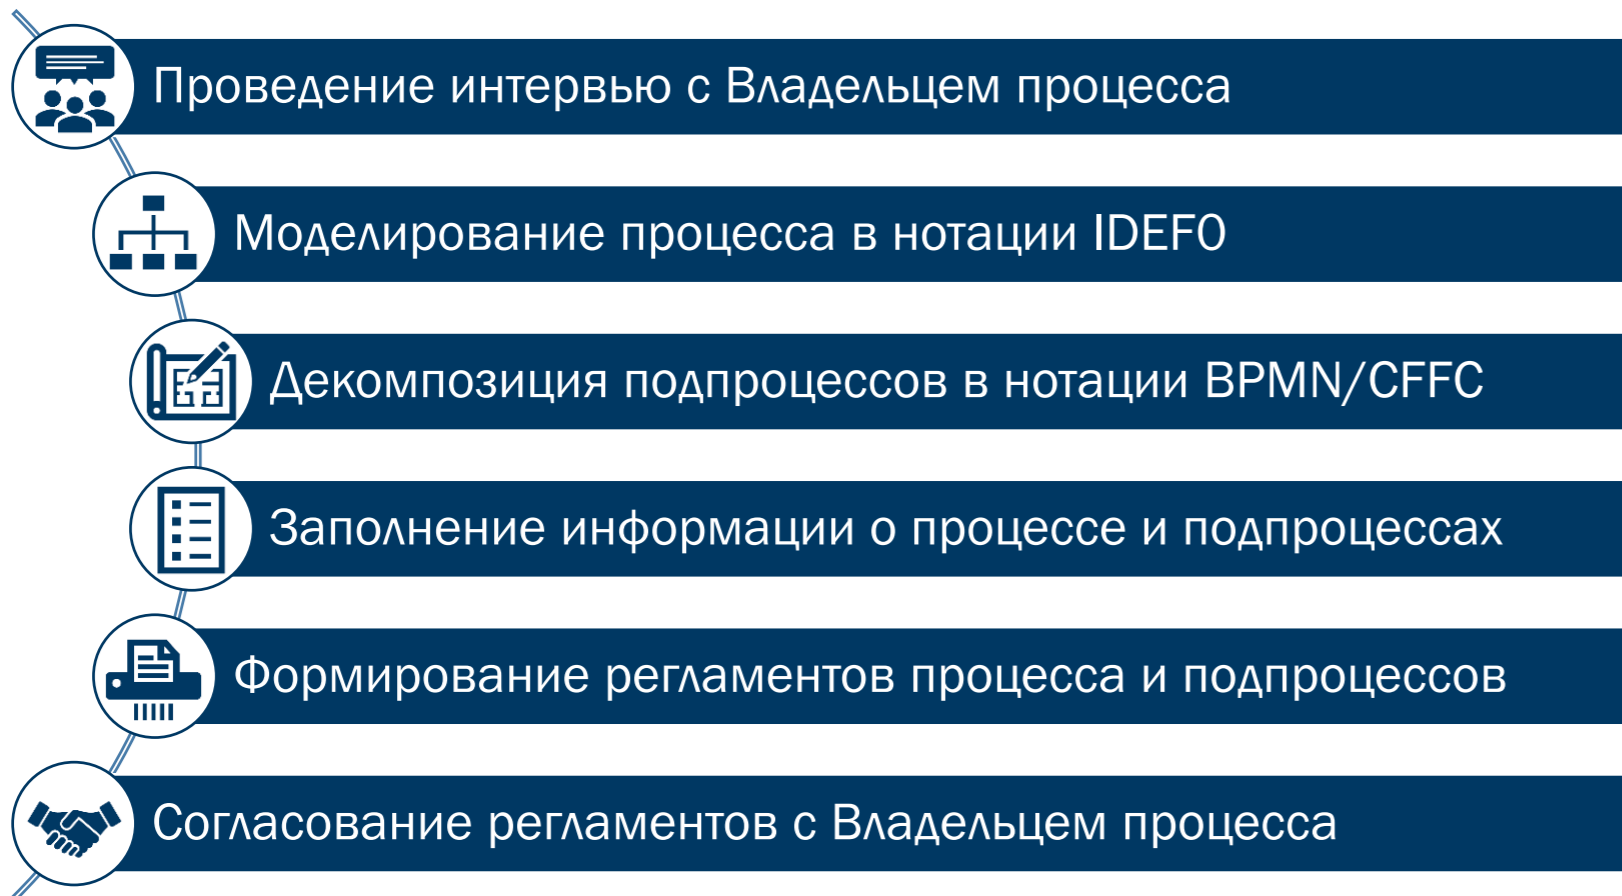 Проведение интервью с Владельцем процесса
Моделирование процесса в нотации IDEF0
Декомпозиция подпроцессов в нотации BPMN/CFFC
Заполнение информации о процессе и подпроцессах
Формирование регламентов процесса и подпроцессов
Согласование регламентов с Владельцем процесса